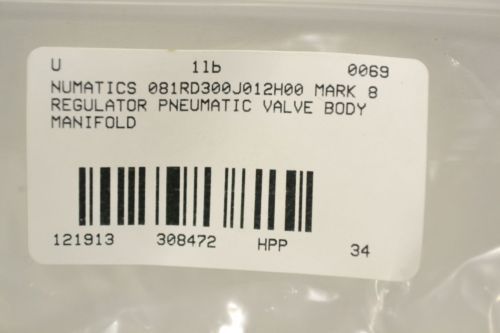 U 1lb 0069
NUMATICS 081RD300J012H00 MARK 8
REGULATOR PNEUMATIC VALVE BODY
MANIFOLD
121913 308472 HPP 34